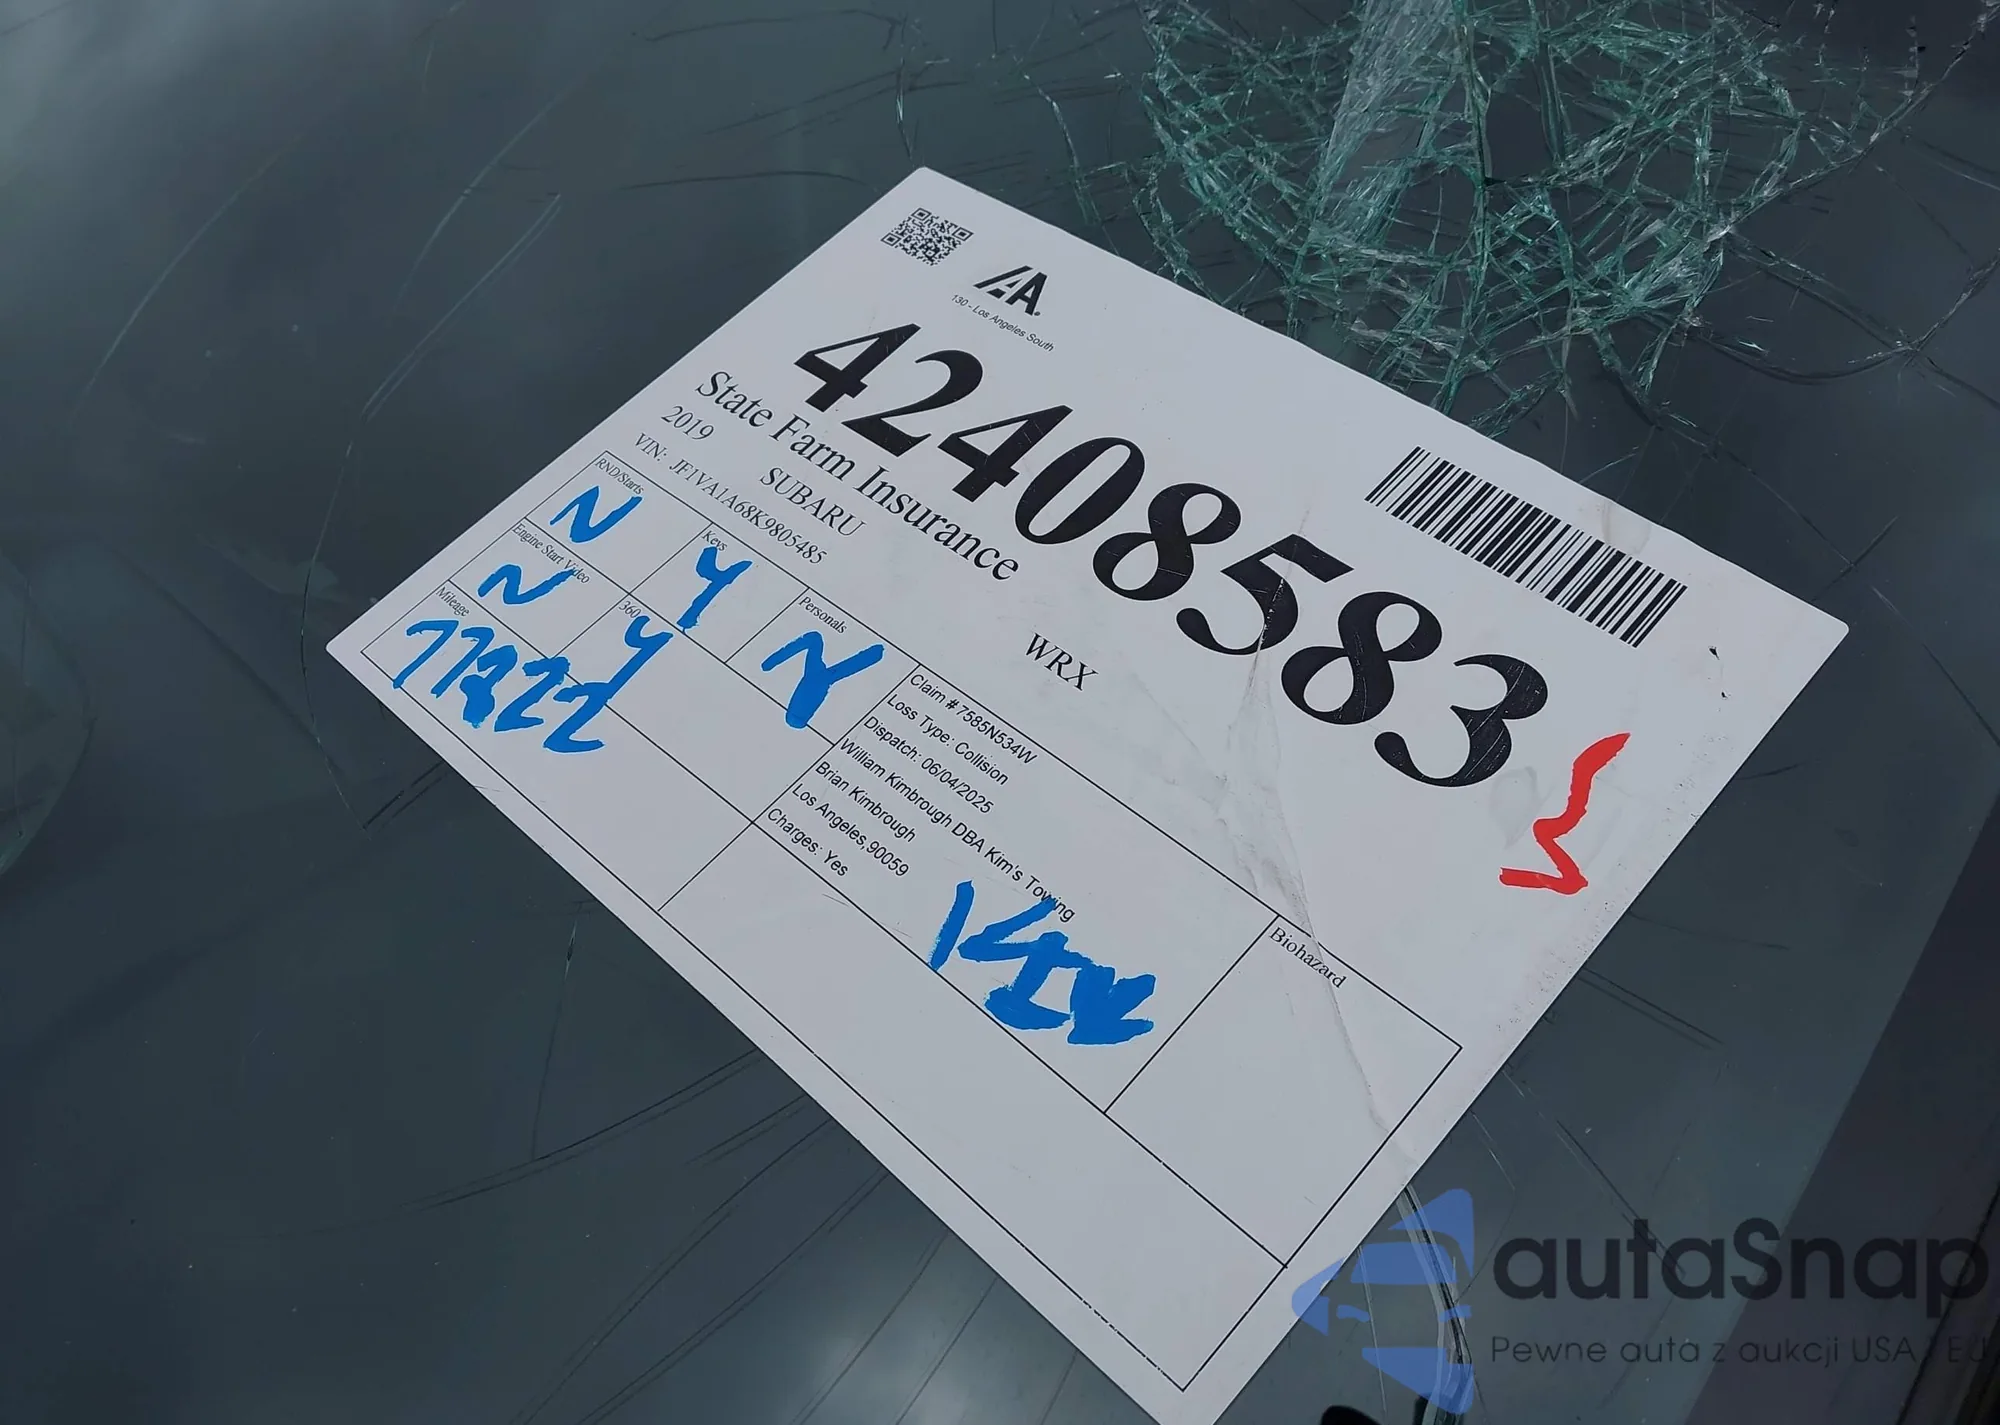 IAA
130 - Los Angeles South
42408583
State Farm Insurance
2019 SUBARU WRX
VIN: JF1VA1A68K9805485
RND/Starts
N
Keys
Y
Personals
N
Engine Start Video
N
360
Y
Mileage
Claim # 7585N534W
Loss Type: Collision
Dispatch: 06/04/2025
William Kimbrough DBA Kim's Towing
Brian Kimbrough
Los Angeles,90059
Charges: Yes
Biohazard
autaSnap
Pewne auta z aukcji USA i EU